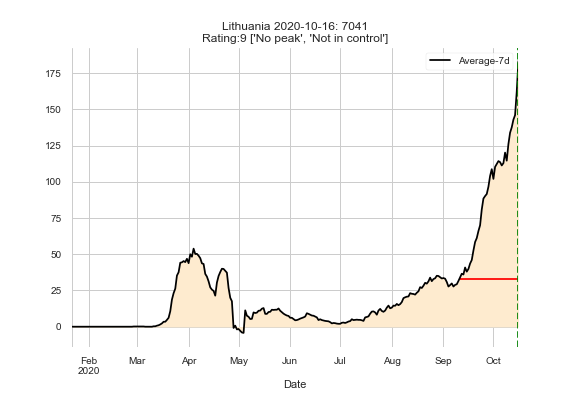 Lithuania 2020-10-16: 7041
Rating:9 ['No peak', 'Not in control']
Average-7d
175
150
125
100
75
50
25
0
Feb
2020
Mar
Apr
May
Jun
Jul
Aug
Sep
Oct
Date